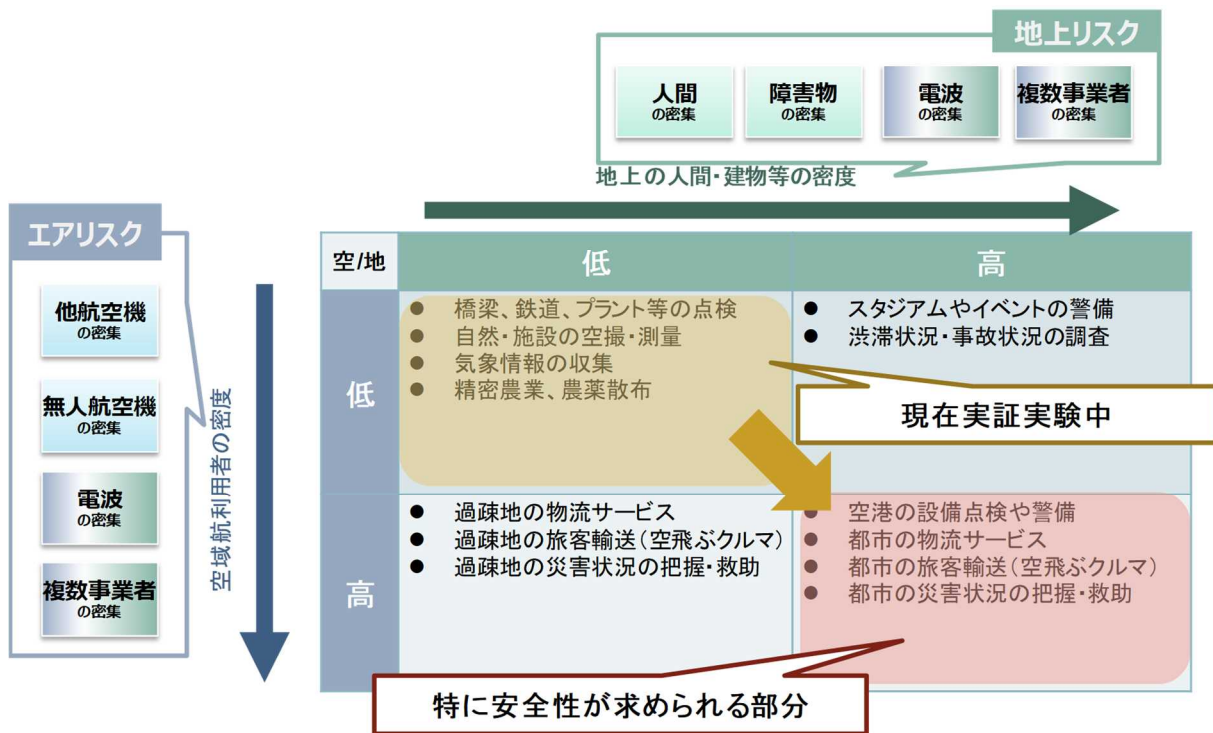 地上リスク
人間
の密集
障害物
の密集
電波
の密集
複数事業者
の密集
地上の人間・建物等の密度
エアリスク
他航空機
の密集
無人航空機
の密集
電波
の密集
複数事業者
の密集
空域航利用者の密度
空/地
低
高
低
● 橋梁、鉄道、プラント等の点検
● 自然・施設の空撮・測量
● 気象情報の収集
● 精密農業、農薬散布
● スタジアムやイベントの警備
● 渋滞状況・事故状況の調査
現在実証実験中
高
● 過疎地の物流サービス
● 過疎地の旅客輸送(空飛ぶクルマ)
● 過疎地の災害状況の把握・救助
● 空港の設備点検や警備
● 都市の物流サービス
● 都市の旅客輸送(空飛ぶクルマ)
● 都市の災害状況の把握・救助
特に安全性が求められる部分